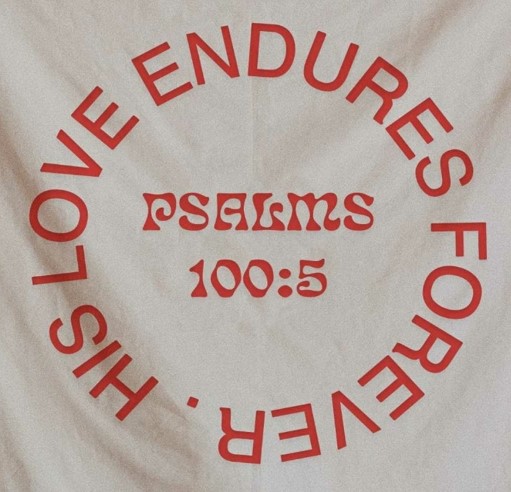 HIS LOVE ENDURES FOREVER.
PSALMS
100:5